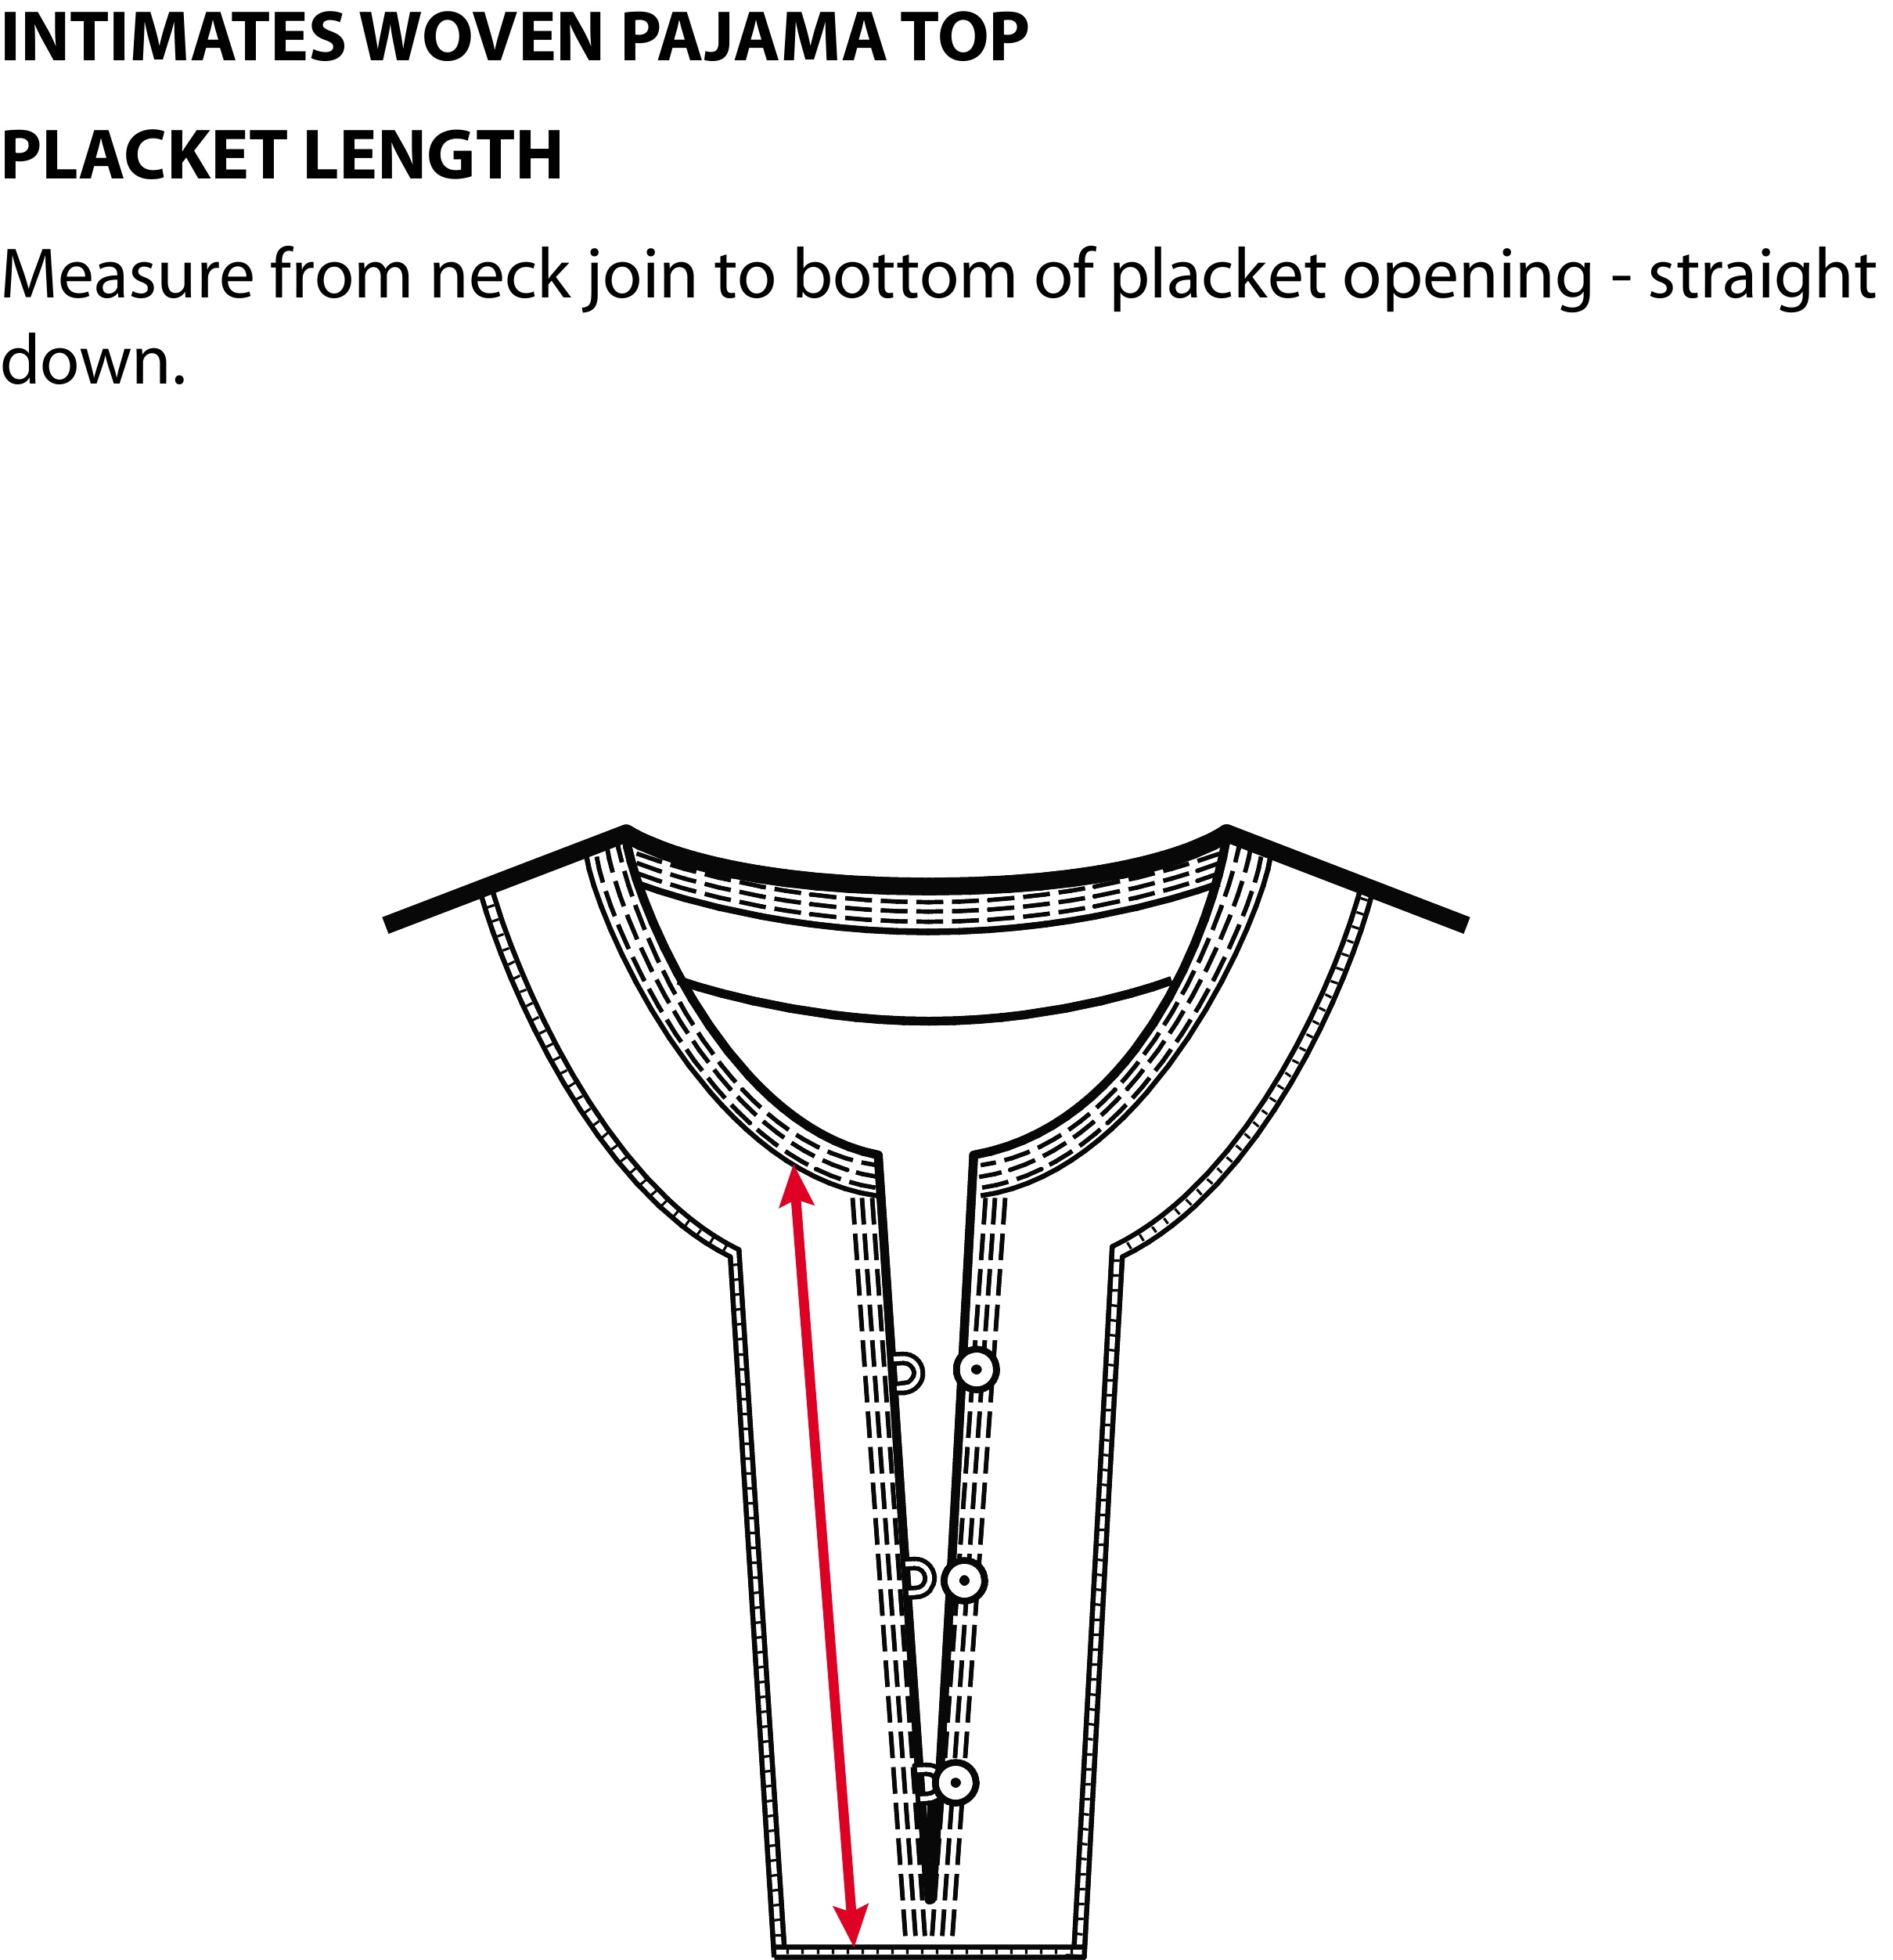 INTIMATES WOVEN PAJAMA TOP
PLACKET LENGTH
Measure from neck join to bottom of placket opening - straight
down.